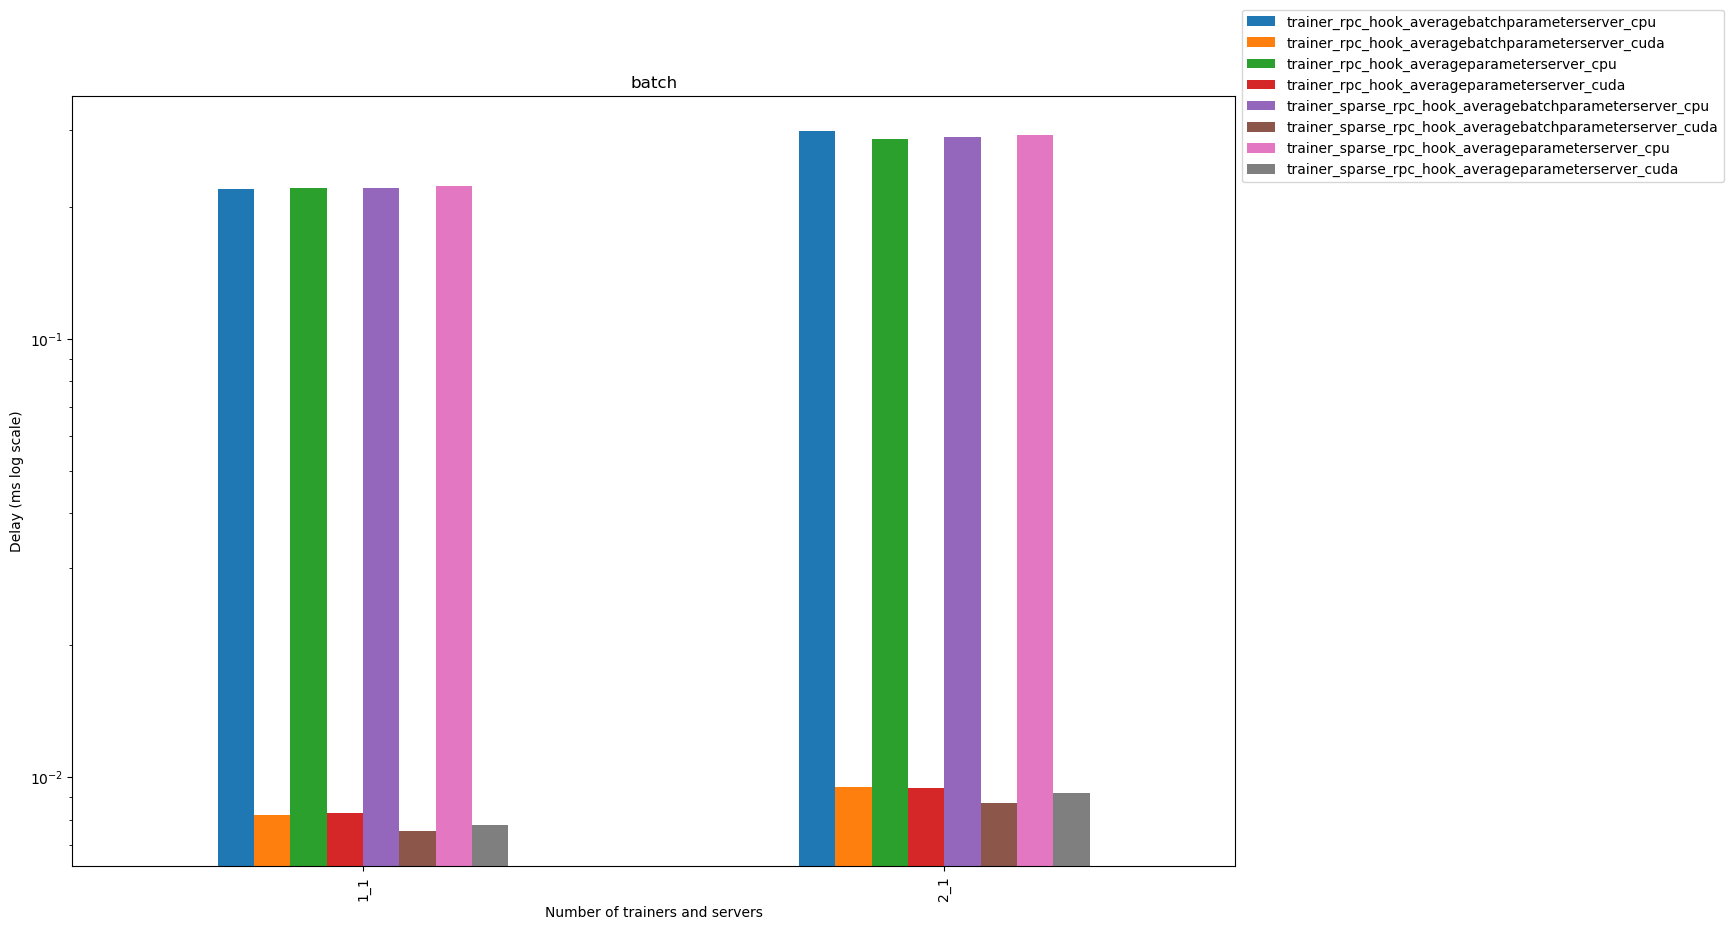 batch
trainer_rpc_hook_averagebatchparameterserver_cpu
trainer_rpc_hook_averagebatchparameterserver_cuda
trainer_rpc_hook_averageparameterserver_cpu
trainer_rpc_hook_averageparameterserver_cuda
trainer_sparse_rpc_hook_averagebatchparameterserver_cpu
trainer_sparse_rpc_hook_averagebatchparameterserver_cuda
trainer_sparse_rpc_hook_averageparameterserver_cpu
trainer_sparse_rpc_hook_averageparameterserver_cuda
Delay (ms log scale)
10⁻¹
10⁻²
1_1
2_1
Number of trainers and servers